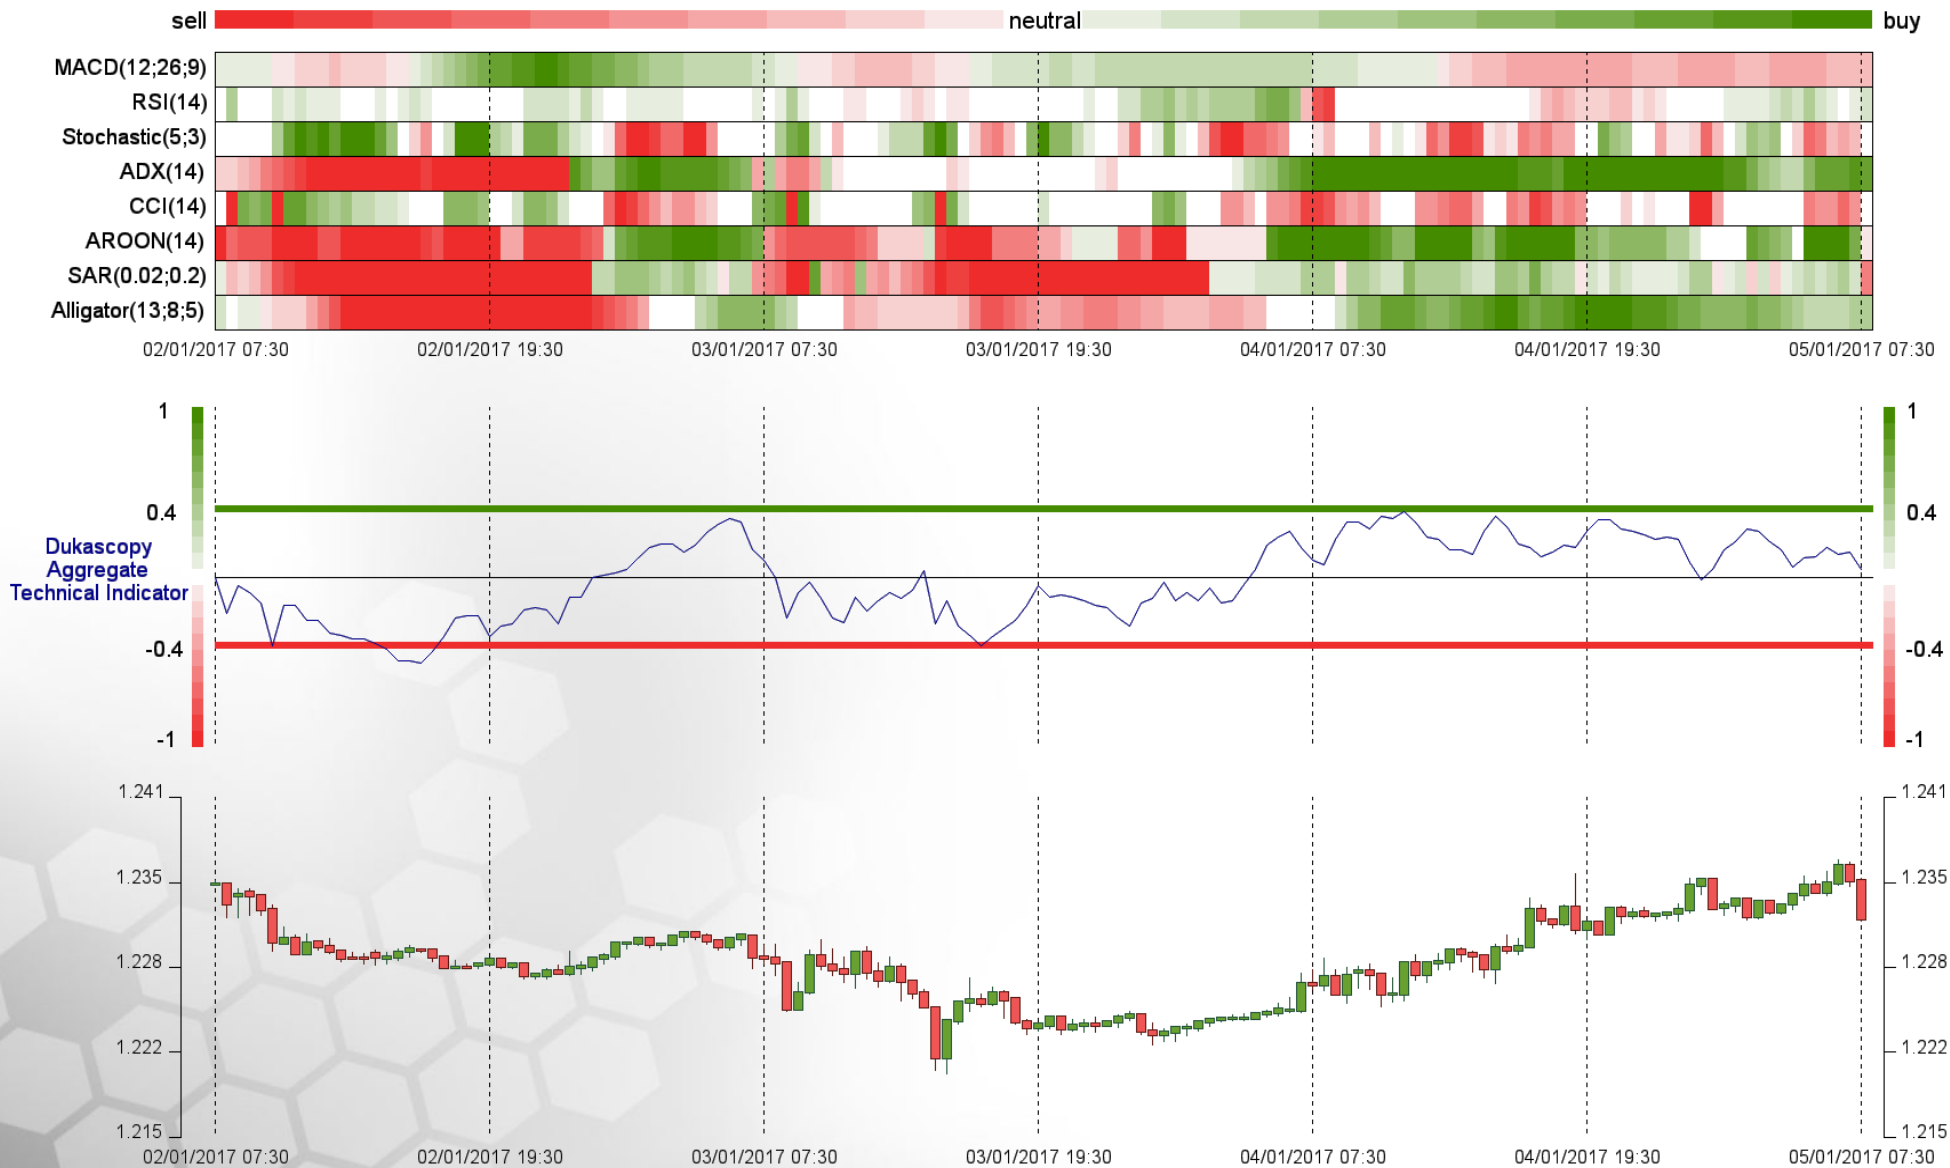 sell neutral buy
MACD(12;26;9)
RSI(14)
Stochastic(5;3)
ADX(14)
CCI(14)
AROON(14)
SAR(0.02;0.2)
Alligator(13;8;5)
02/01/2017 07:30 02/01/2017 19:30 03/01/2017 07:30 03/01/2017 19:30 04/01/2017 07:30 04/01/2017 19:30 05/01/2017 07:30
1 1
0.4 0.4
Dukascopy
Aggregate
Technical Indicator
-0.4 -0.4
-1 -1
1.241 1.241
1.235 1.235
1.228 1.228
1.222 1.222
1.215 1.215
02/01/2017 07:30 02/01/2017 19:30 03/01/2017 07:30 03/01/2017 19:30 04/01/2017 07:30 04/01/2017 19:30 05/01/2017 07:30